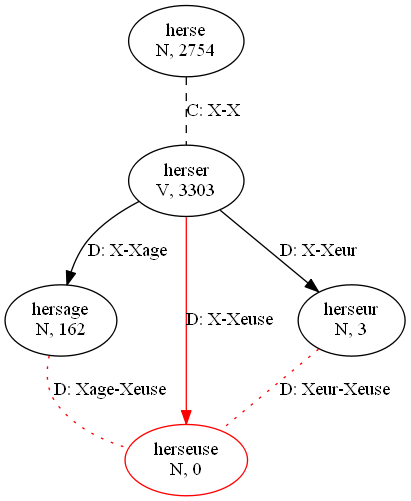 herse
N, 2754
C: X-X
herser
V, 3303
D: X-Xage
D: X-Xeur
hersage
N, 162
D: X-Xeuse
herseur
N, 3
D: Xage-Xeuse
D: Xeur-Xeuse
herseuse
N, 0